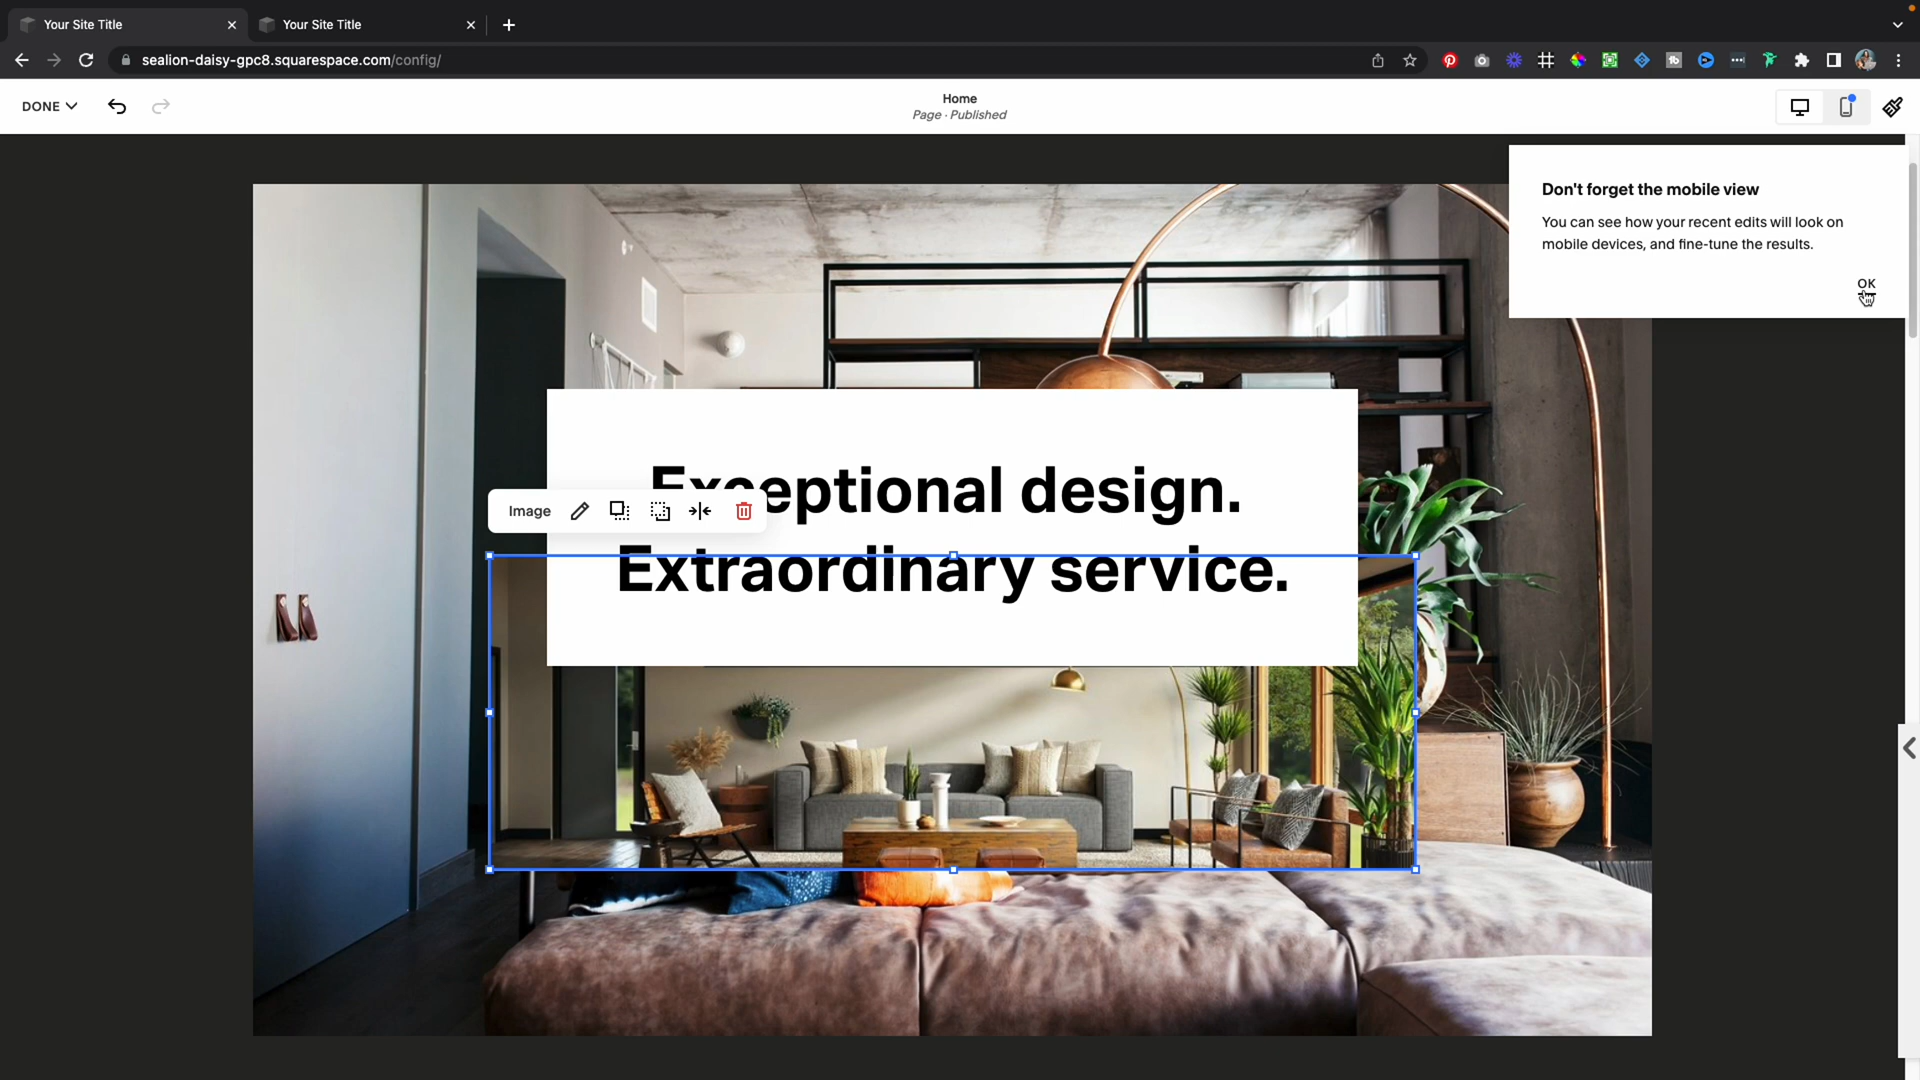 Your Site Title
Your Site Title
sealion-daisy-gpc8.squarespace.com/config/
DONE
Home
Page · Published
Don't forget the mobile view
You can see how your recent edits will look on
mobile devices, and fine-tune the results.
OK
Exceptional design.
Image
Extraordinary service.